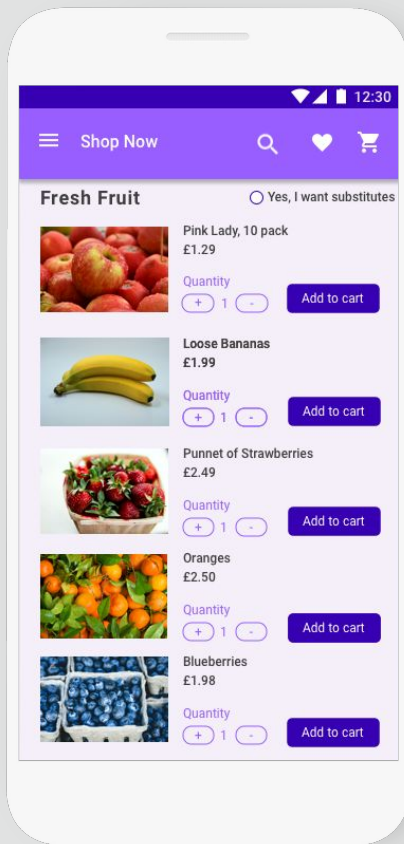 12:30
Shop Now
Fresh Fruit
Yes, I want substitutes
Pink Lady, 10 pack
£1.29
Quantity
+ 1 -
Add to cart
Loose Bananas
£1.99
Quantity
+ 1 -
Add to cart
Punnet of Strawberries
£2.49
Quantity
+ 1 -
Add to cart
Oranges
£2.50
Quantity
+ 1 -
Add to cart
Blueberries
£1.98
Quantity
+ 1 -
Add to cart